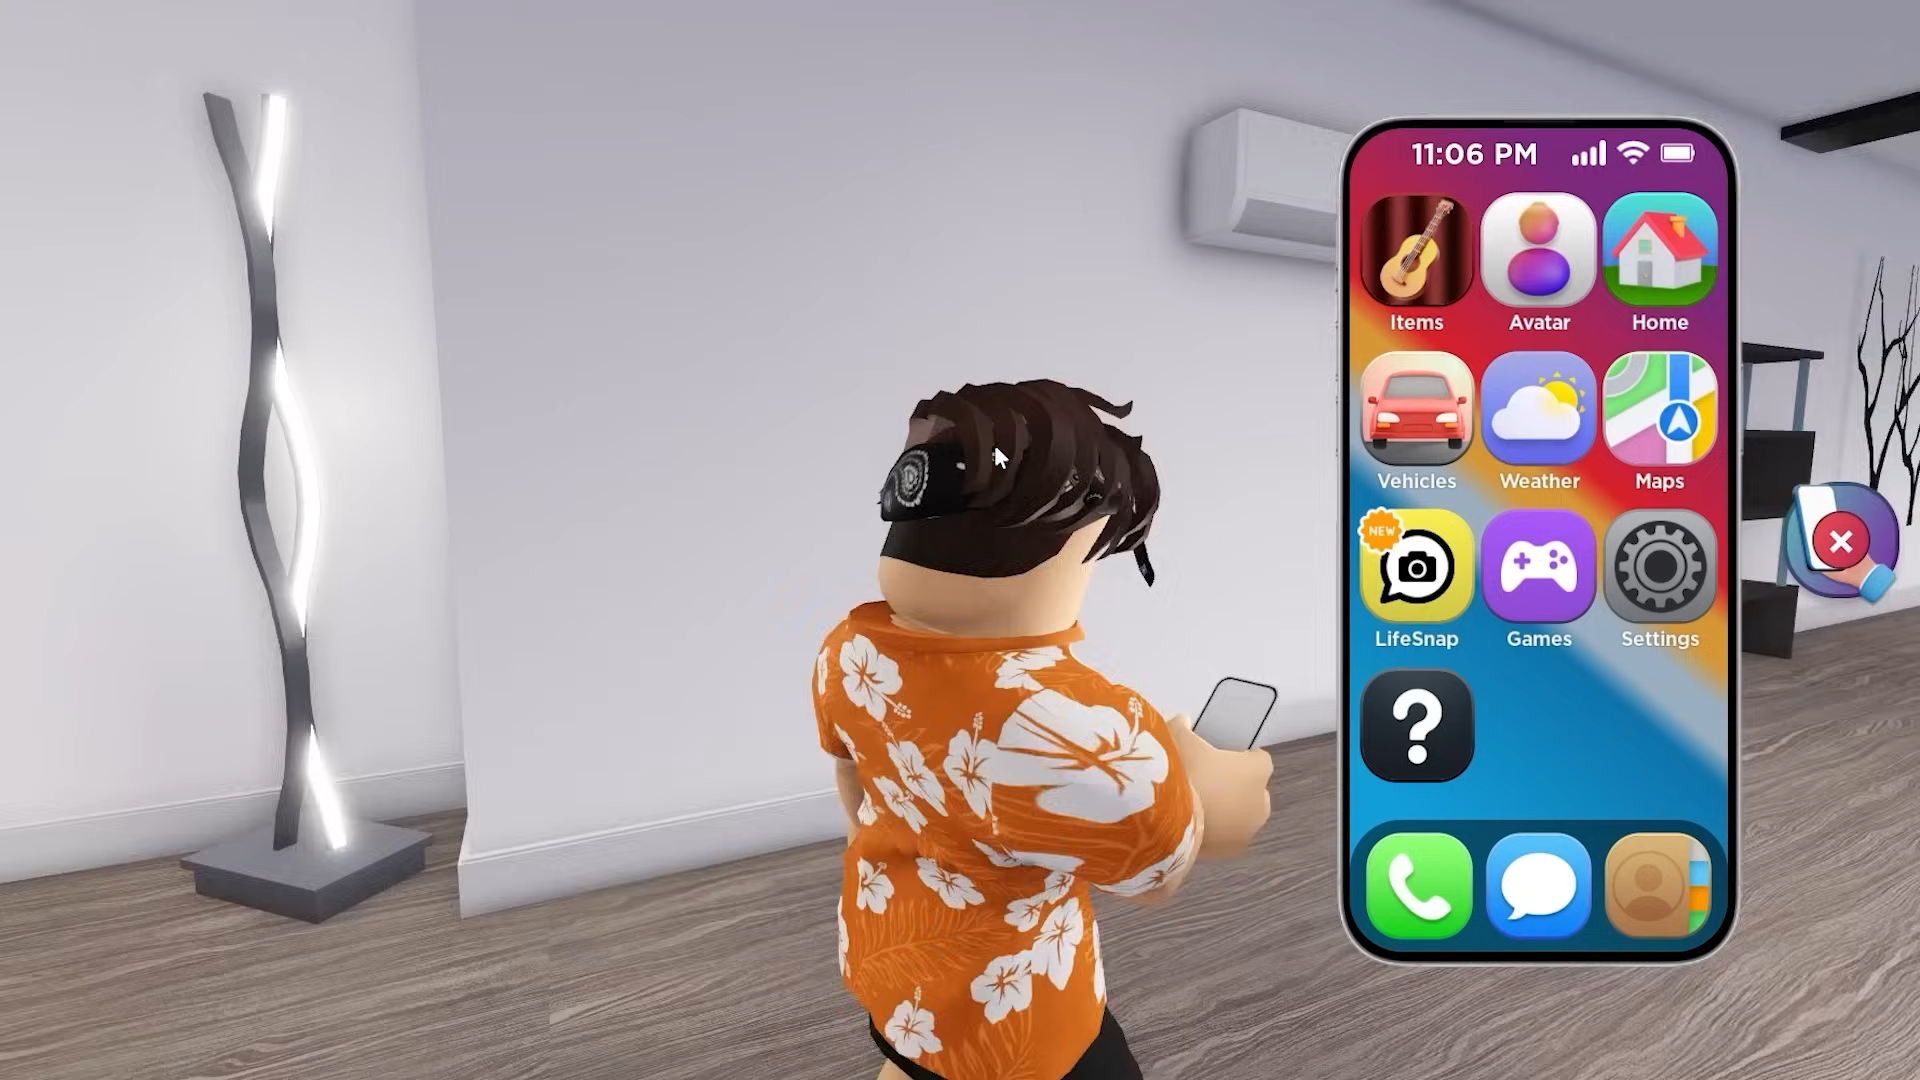 11:06 PM
Items Avatar Home
Vehicles Weather Maps
NEW
LifeSnap Games Settings
?